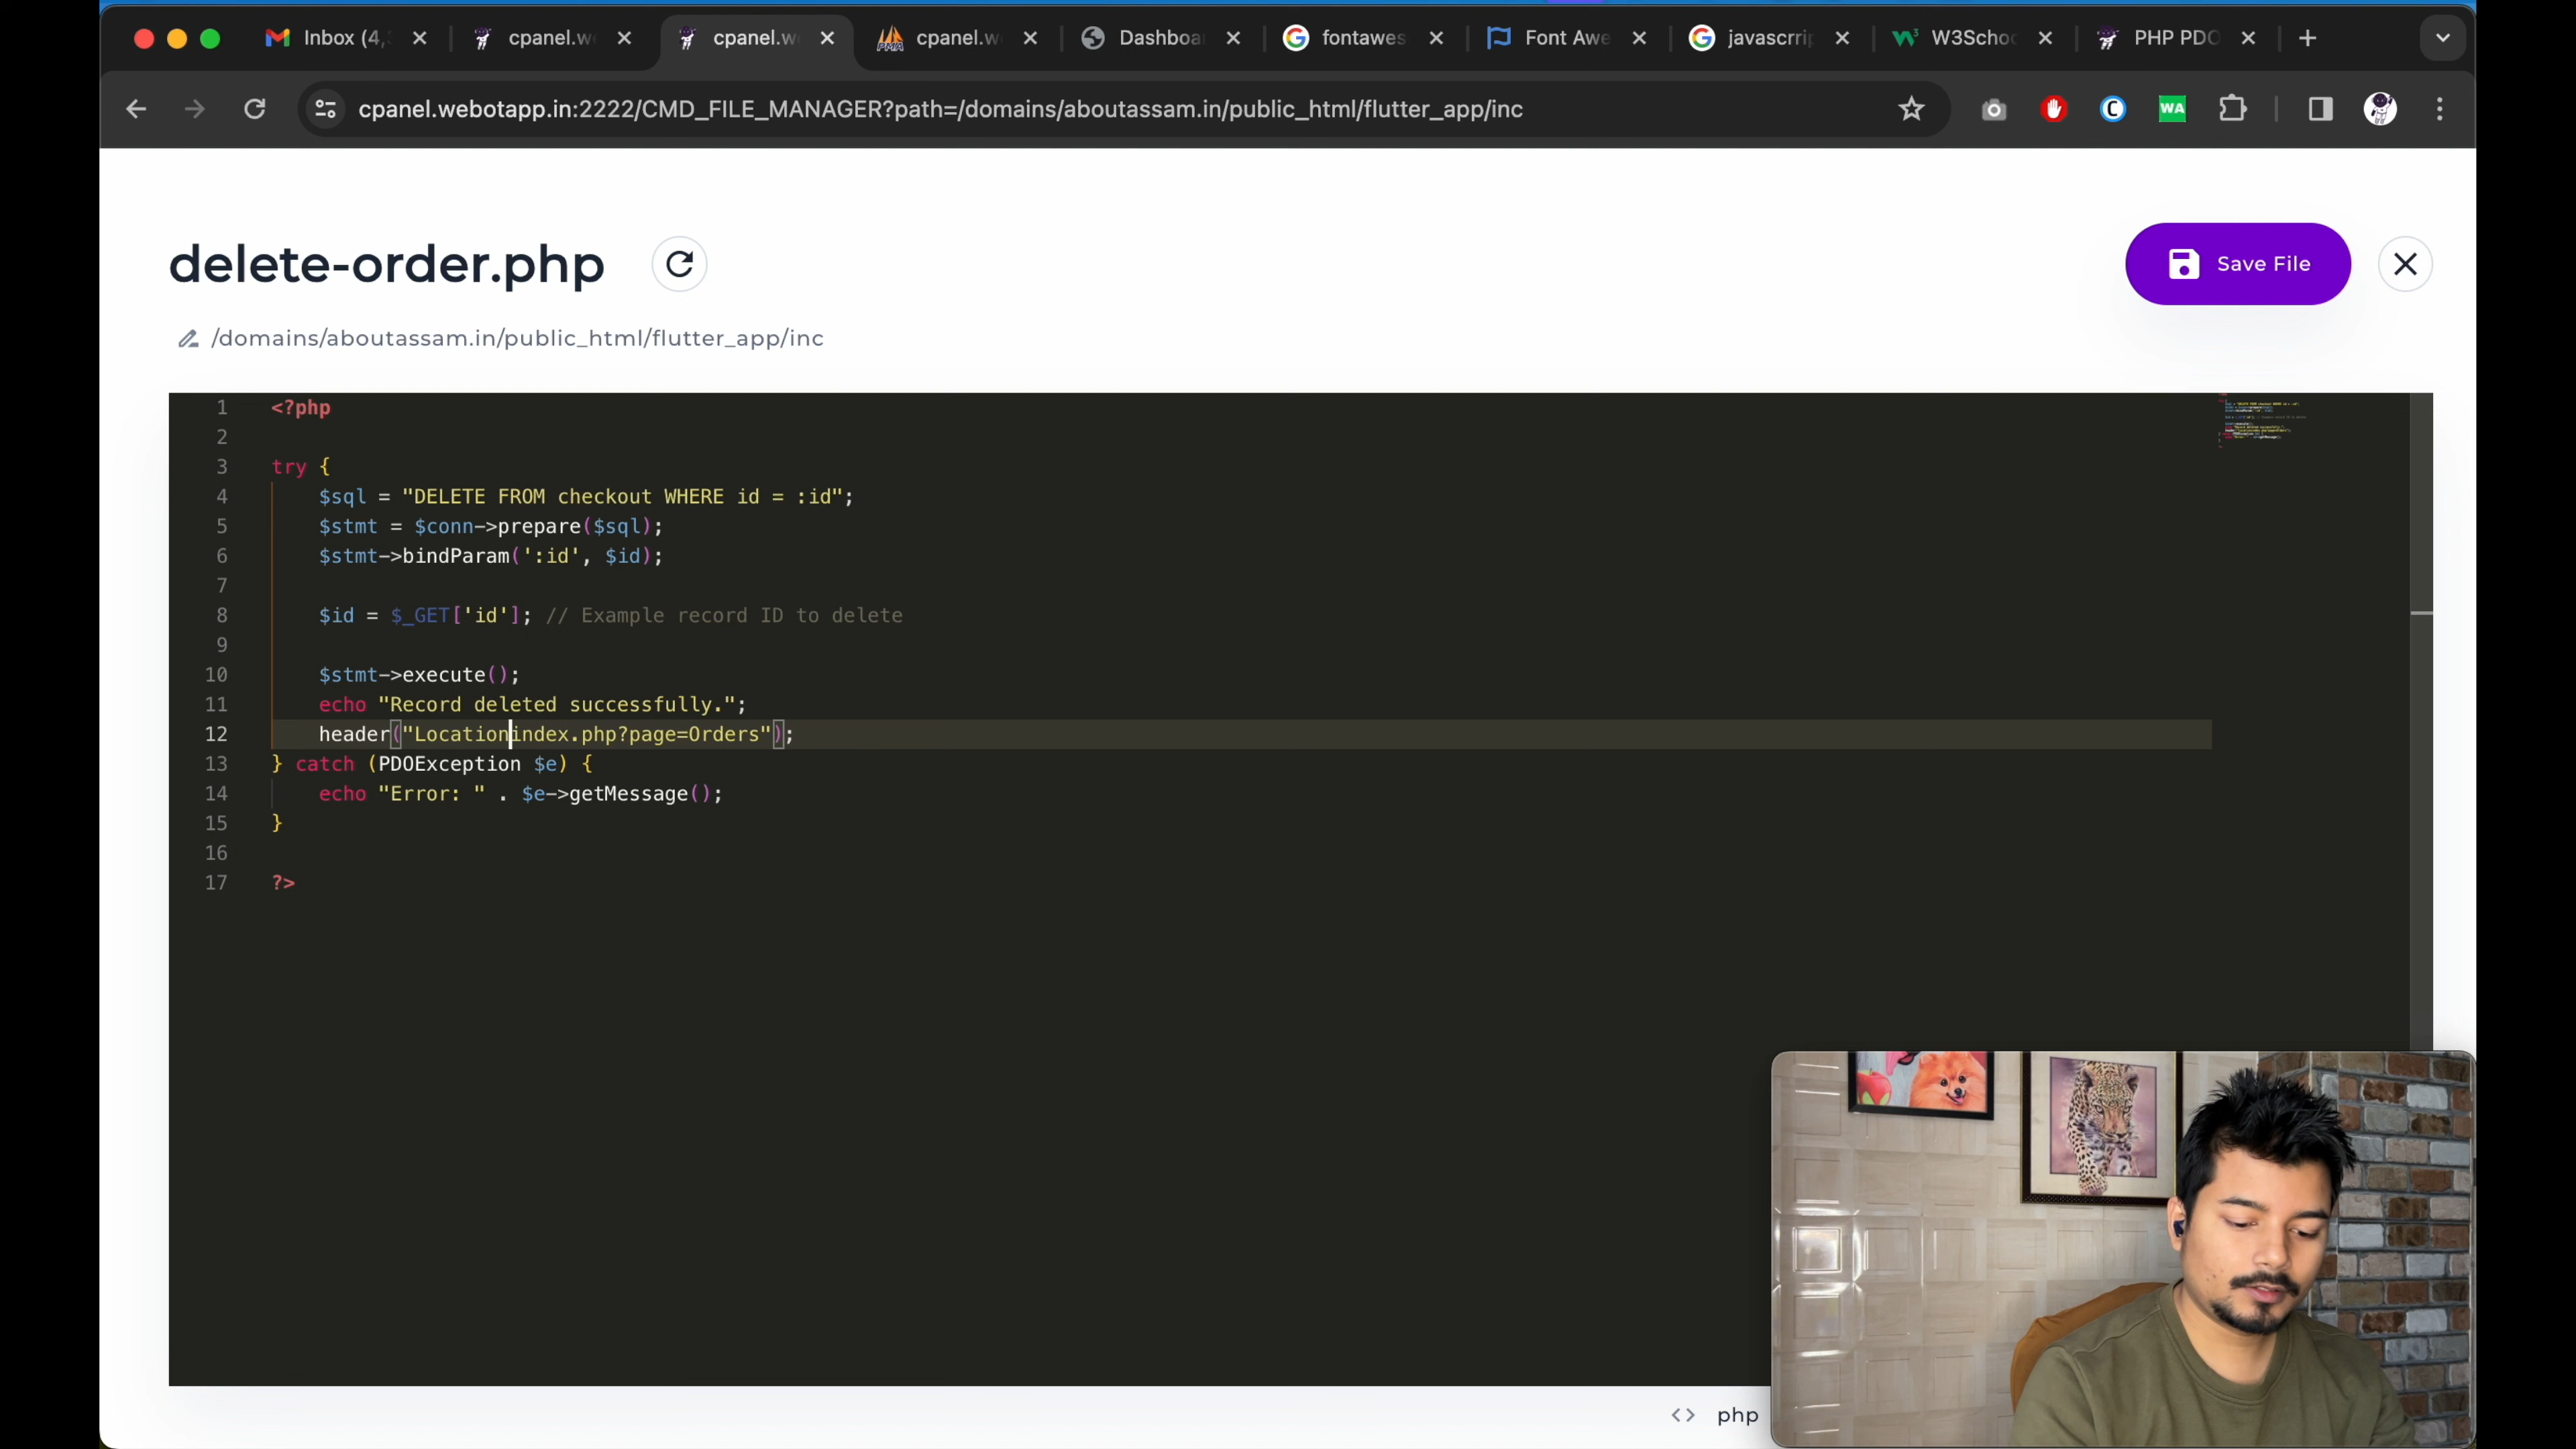 Inbox (4,
cpanel.w
cpanel.w
cpanel.w
Dashboa
fontawes
Font Awe
javascrrip
W3Schoo
PHP PDO
cpanel.webotapp.in:2222/CMD_FILE_MANAGER?path=/domains/aboutassam.in/public_html/flutter_app/inc
WA
delete-order.php
Save File
/domains/aboutassam.in/public_html/flutter_app/inc
1 <?php
2
3 try {
4 $sql = "DELETE FROM checkout WHERE id = :id";
5 $stmt = $conn->prepare($sql);
6 $stmt->bindParam(':id', $id);
7
8 $id = $_GET['id']; // Example record ID to delete
9
10 $stmt->execute();
11 echo "Record deleted successfully.";
12 header("Locationindex.php?page=Orders");
13 } catch (PDOException $e) {
14 echo "Error: " . $e->getMessage();
15 }
16
17 ?>
<> php